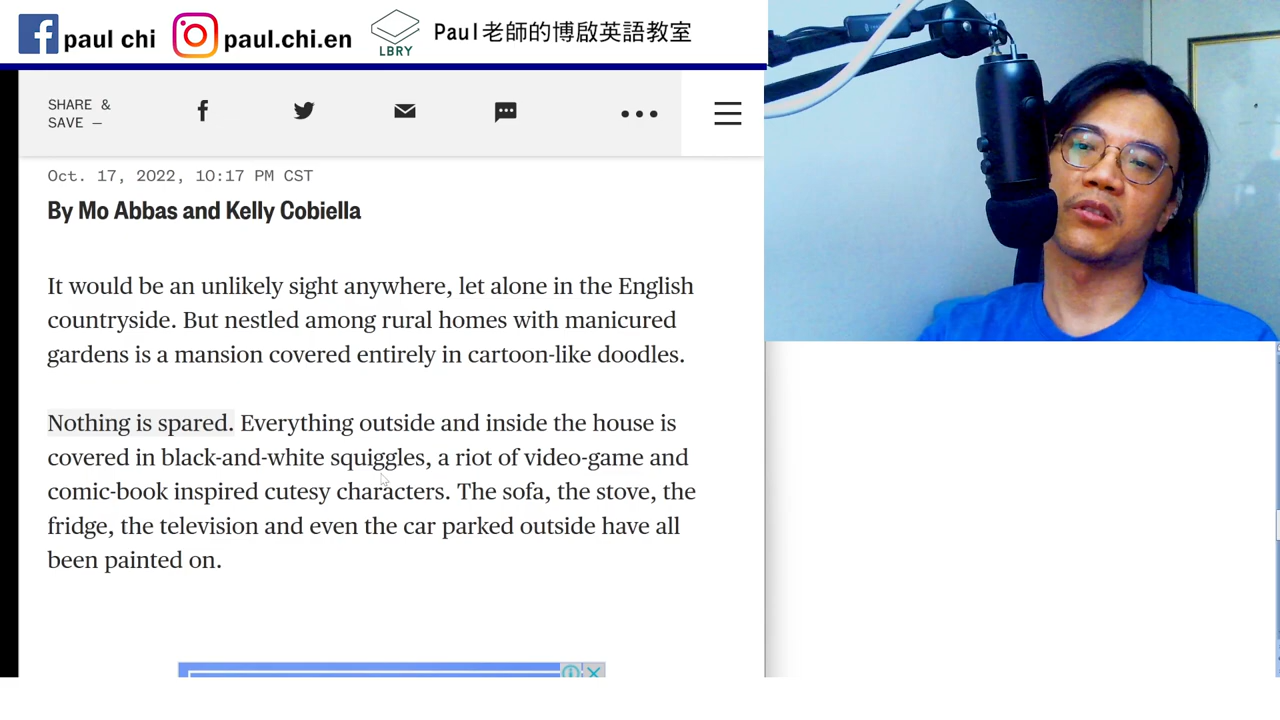 paul chi
paul.chi.en
LBRY
Paul老師的博啟英語教室
SHARE &
SAVE —
Oct. 17, 2022, 10:17 PM CST
By Mo Abbas and Kelly Cobiella
It would be an unlikely sight anywhere, let alone in the English
countryside. But nestled among rural homes with manicured
gardens is a mansion covered entirely in cartoon-like doodles.
Nothing is spared. Everything outside and inside the house is
covered in black-and-white squiggles, a riot of video-game and
comic-book inspired cutesy characters. The sofa, the stove, the
fridge, the television and even the car parked outside have all
been painted on.